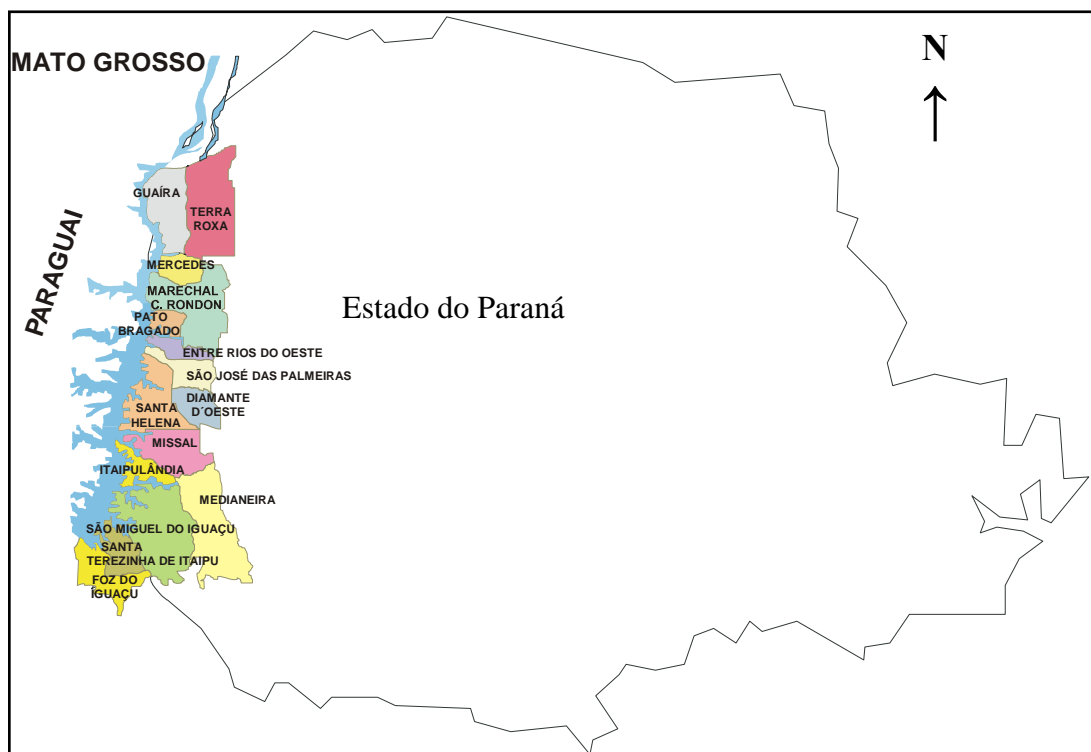 MATO GROSSO
N
PARAGUAI
GUAÍRA
TERRA
ROXA
MERCEDES
MARECHAL
C. RONDON
Estado do Paraná
PATO
BRAGADO
ENTRE RIOS DO OESTE
SÃO JOSÉ DAS PALMEIRAS
DIAMANTE
D´OESTE
SANTA
HELENA
MISSAL
ITAIPULÂNDIA
MEDIANEIRA
SÃO MIGUEL DO IGUAÇU
SANTA
TEREZINHA DE ITAIPU
FOZ DO
IGUAÇU